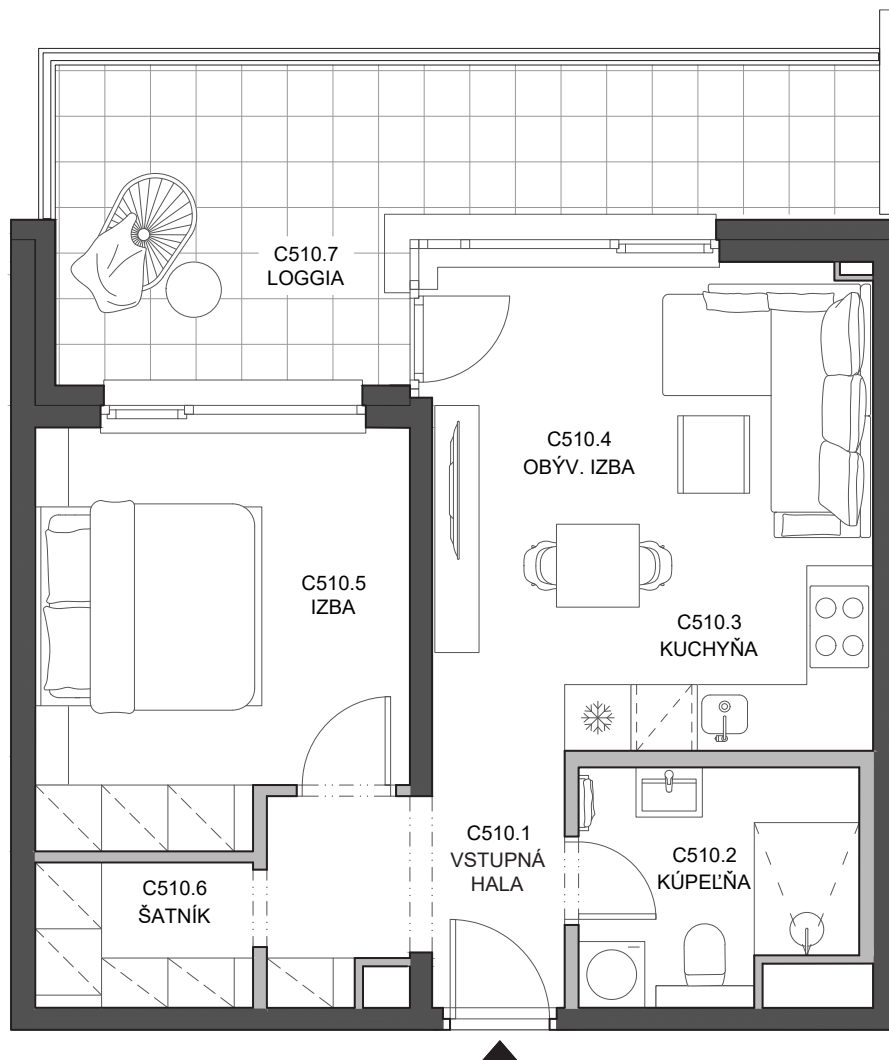 C510.7
LOGGIA
C510.4
OBÝV. IZBA
C510.5
IZBA
C510.3
KUCHYŇA
C510.1
VSTUPNÁ
HALA
C510.2
KÚPEĽŇA
C510.6
ŠATNÍK